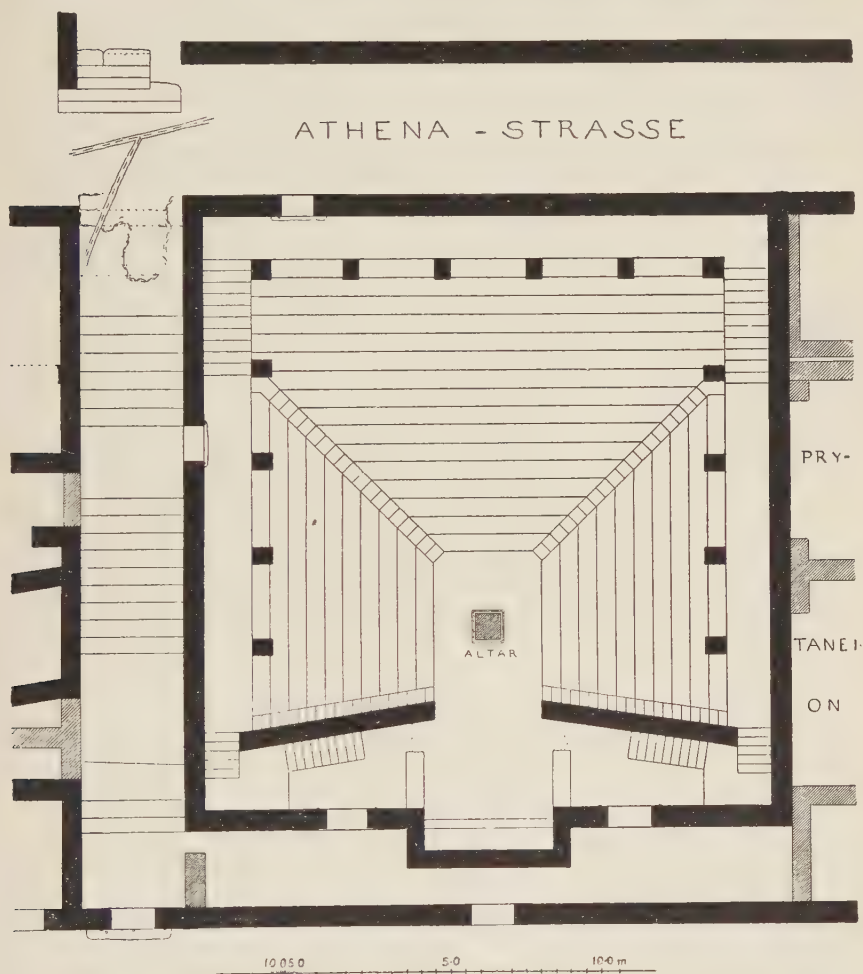 ATHENA - STRASSE
PRY-
ALTAR
TANEI-
ON
10 0 5 0 5·0 10·0 m